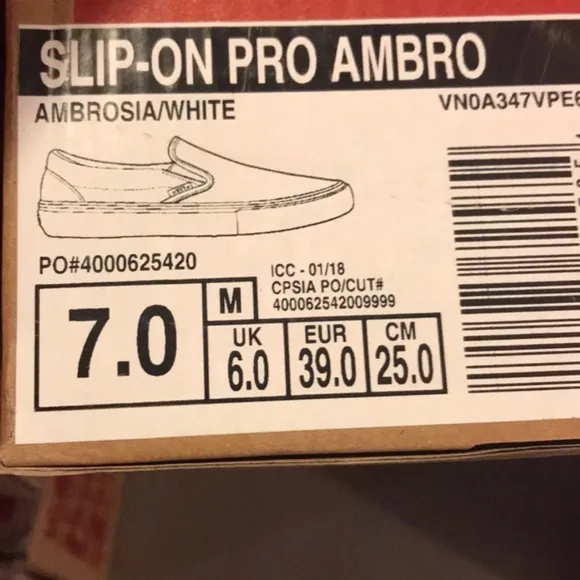 SLIP-ON PRO AMBRO
AMBROSIA/WHITE
VN0A347VPE6
PO#4000625420
ICC - 01/18
CPSIA PO/CUT#
400062542009999
7.0
M
UK
6.0
EUR
39.0
CM
25.0